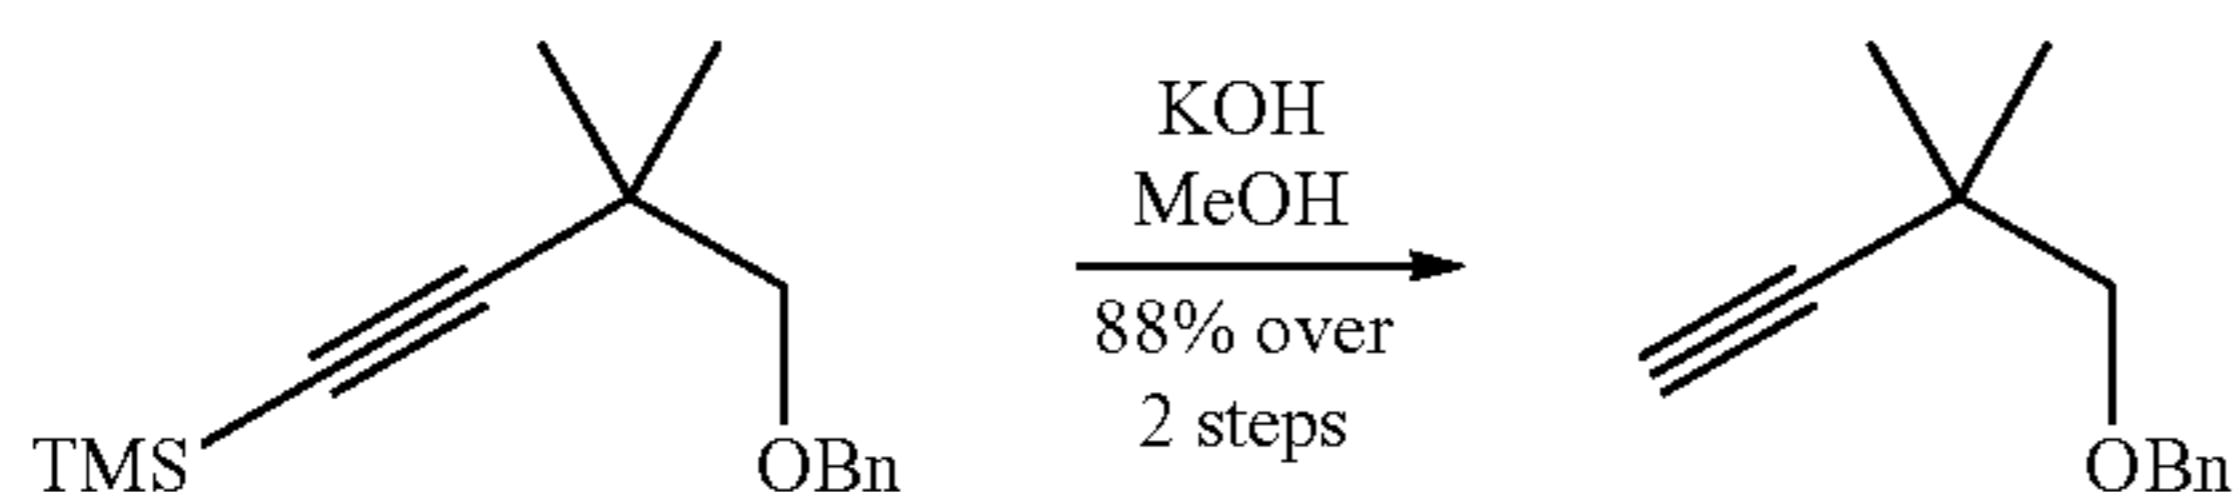 KOH
MeOH
88% over
2 steps
TMS
OBn
OBn